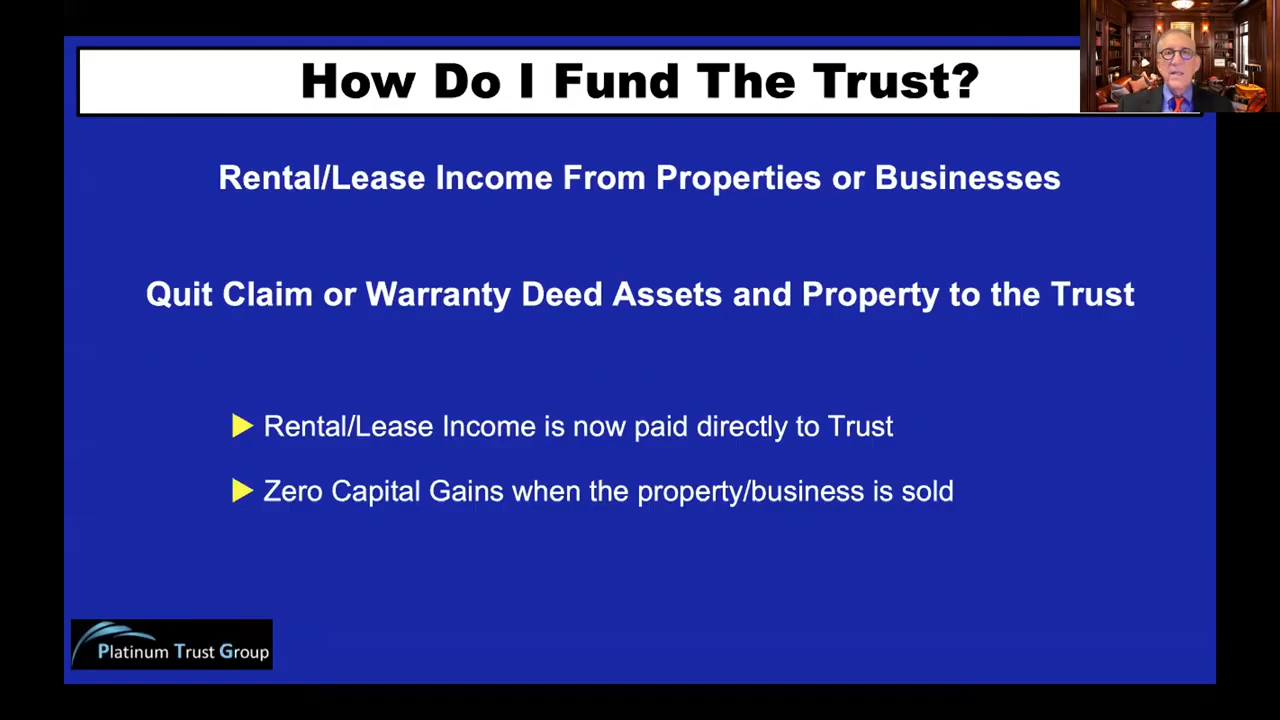 How Do I Fund The Trust?
Rental/Lease Income From Properties or Businesses
Quit Claim or Warranty Deed Assets and Property to the Trust
Rental/Lease Income is now paid directly to Trust
Zero Capital Gains when the property/business is sold
Platinum Trust Group